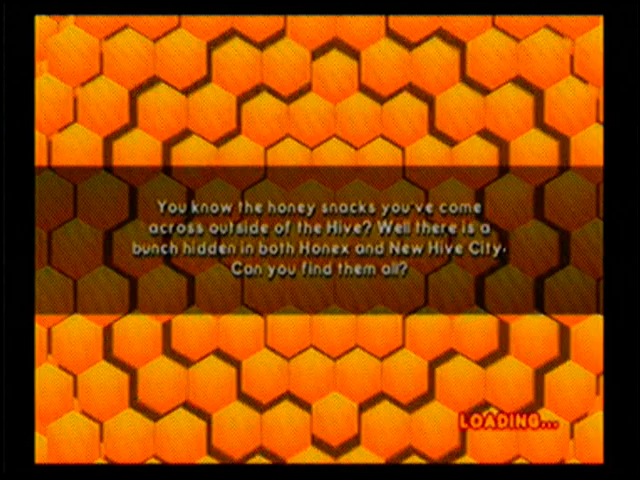 You know the honey snacks you've come
across outside of the Hive? Well there is a
bunch hidden in both Honex and New Hive City.
Can you find them all?
LOADING...